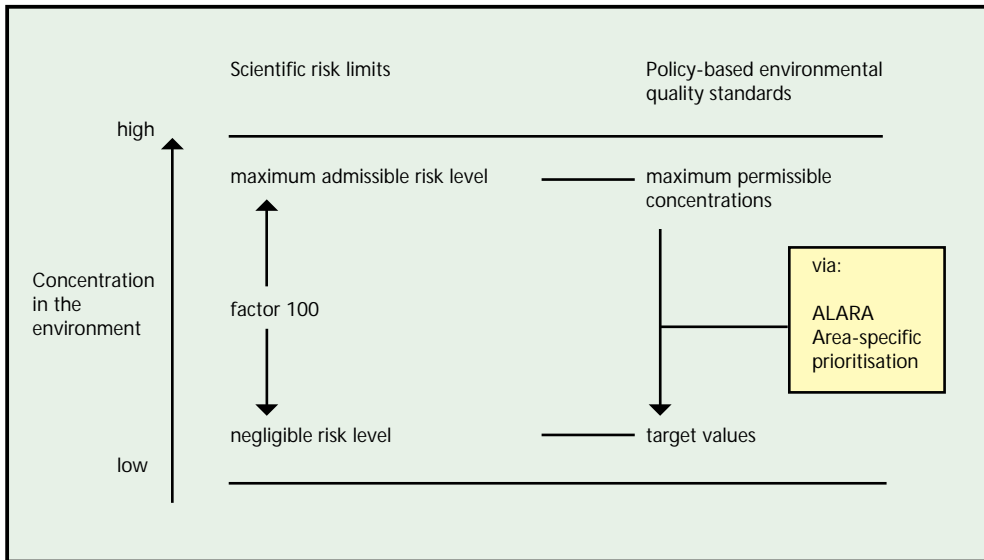 Scientific risk limits
Policy-based environmental
quality standards
high
maximum admissible risk level
maximum permissible
concentrations
via:
Concentration
in the
environment
factor 100
ALARA
Area-specific
prioritisation
negligible risk level
target values
low